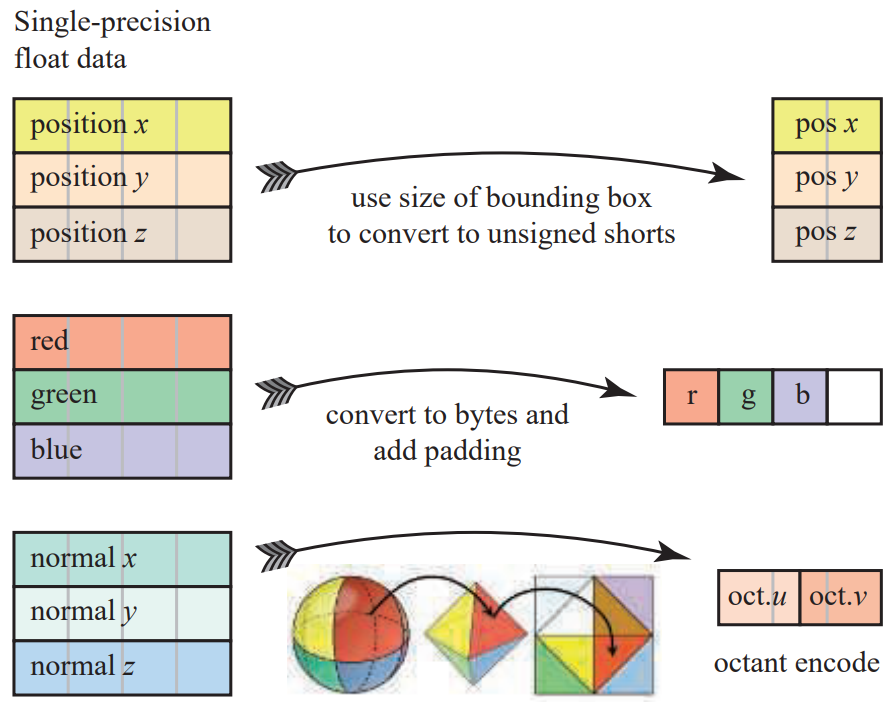 Single-precision
float data
position x
position y
position z
use size of bounding box
to convert to unsigned shorts
pos x
pos y
pos z
red
green
blue
convert to bytes and
add padding
r g b
normal x
normal y
normal z
oct.u oct.v
octant encode